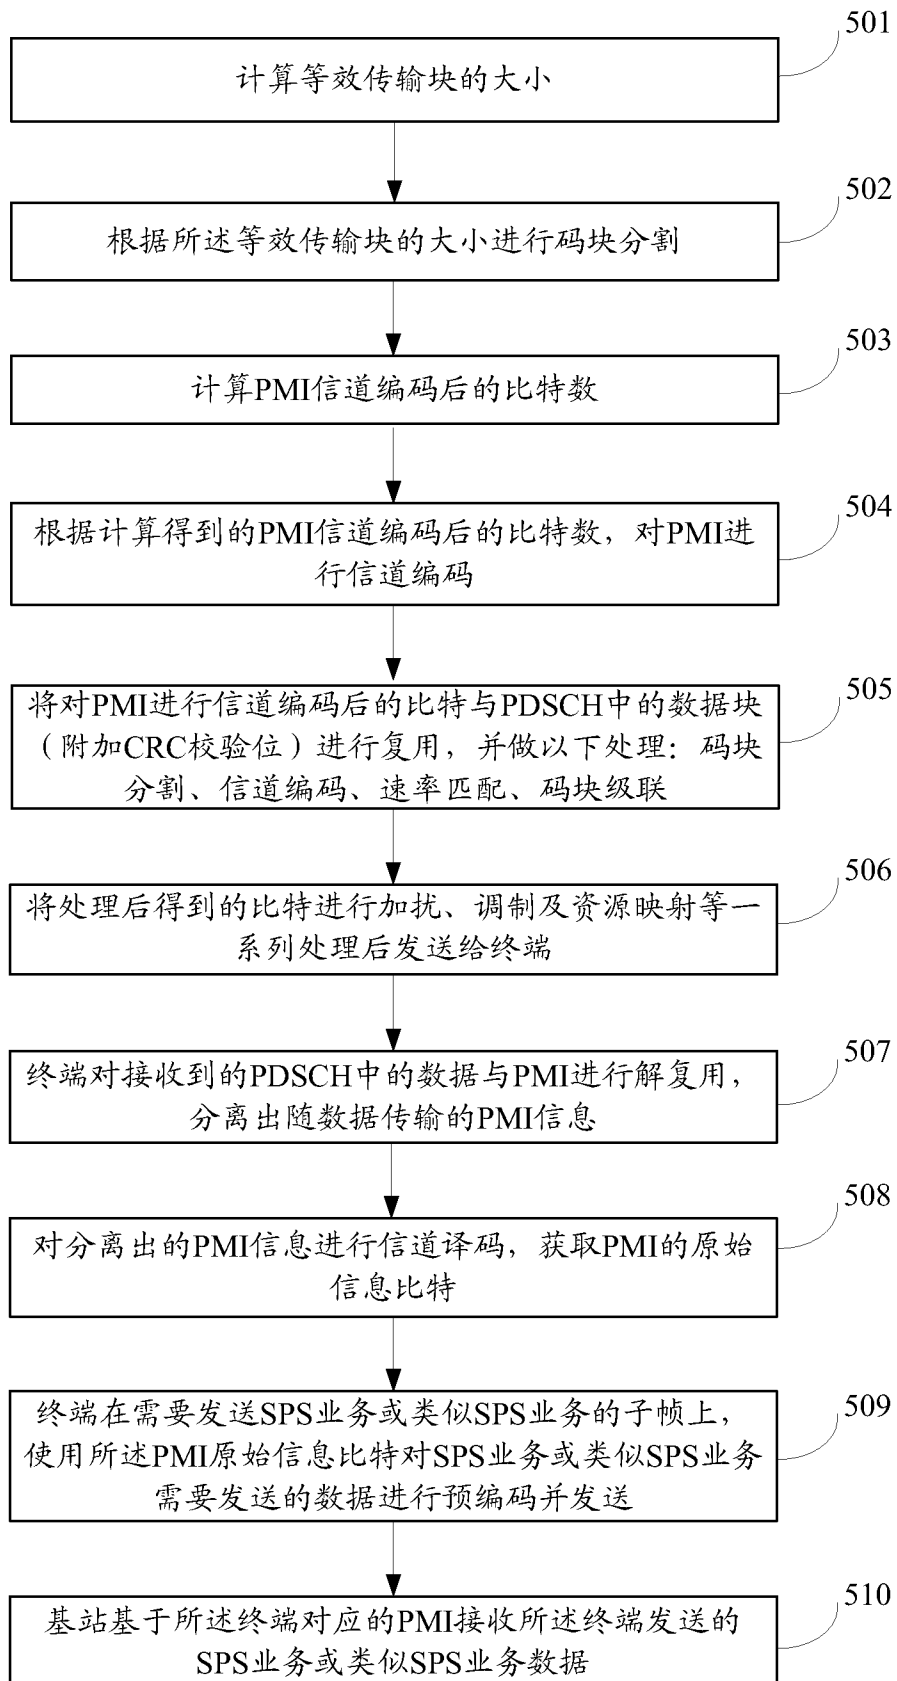 501
计算等效传输块的大小
502
根据所述等效传输块的大小进行码块分割
503
计算PMI信道编码后的比特数
504
根据计算得到的PMI信道编码后的比特数，对PMI进
行信道编码
505
将对PMI进行信道编码后的比特与PDSCH中的数据块
（附加CRC校验位）进行复用，并做以下处理：码块
分割、信道编码、速率匹配、码块级联
506
将处理后得到的比特进行加扰、调制及资源映射等一
系列处理后发送给终端
507
终端对接收到的PDSCH中的数据与PMI进行解复用，
分离出随数据传输的PMI信息
508
对分离出的PMI信息进行信道译码，获取PMI的原始
信息比特
509
终端在需要发送SPS业务或类似SPS业务的子帧上，
使用所述PMI原始信息比特对SPS业务或类似SPS业务
需要发送的数据进行预编码并发送
510
基站基于所述终端对应的PMI接收所述终端发送的
SPS业务或类似SPS业务数据